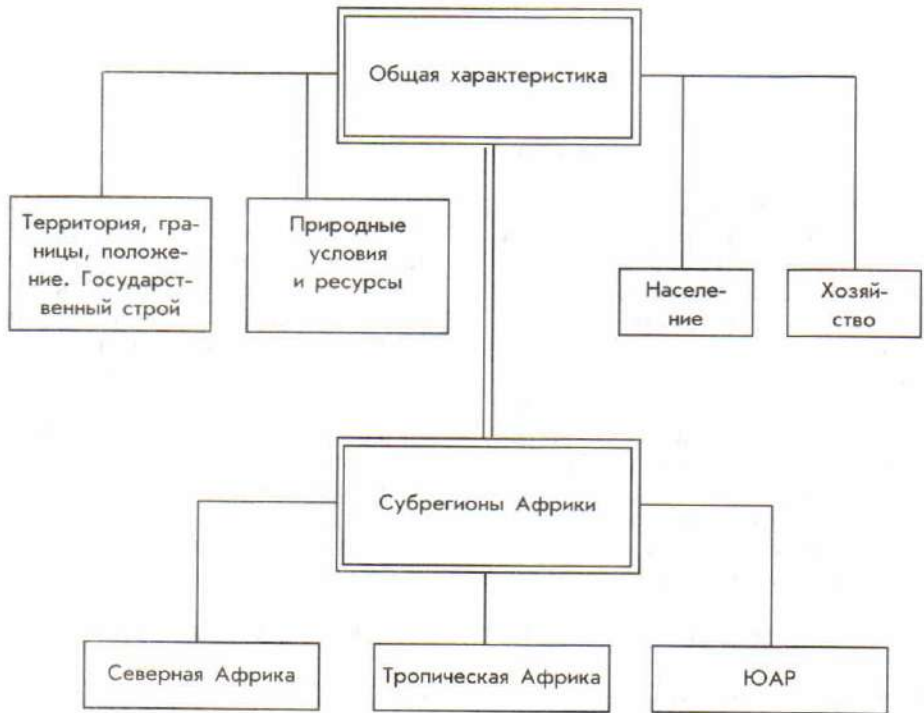 Общая характеристика
Территория, гра-
ницы, положе-
ние. Государст-
венный строй
Природные
условия
и ресурсы
Населе-
ние
Хозяй-
ство
Субрегионы Африки
Северная Африка
Тропическая Африка
ЮАР